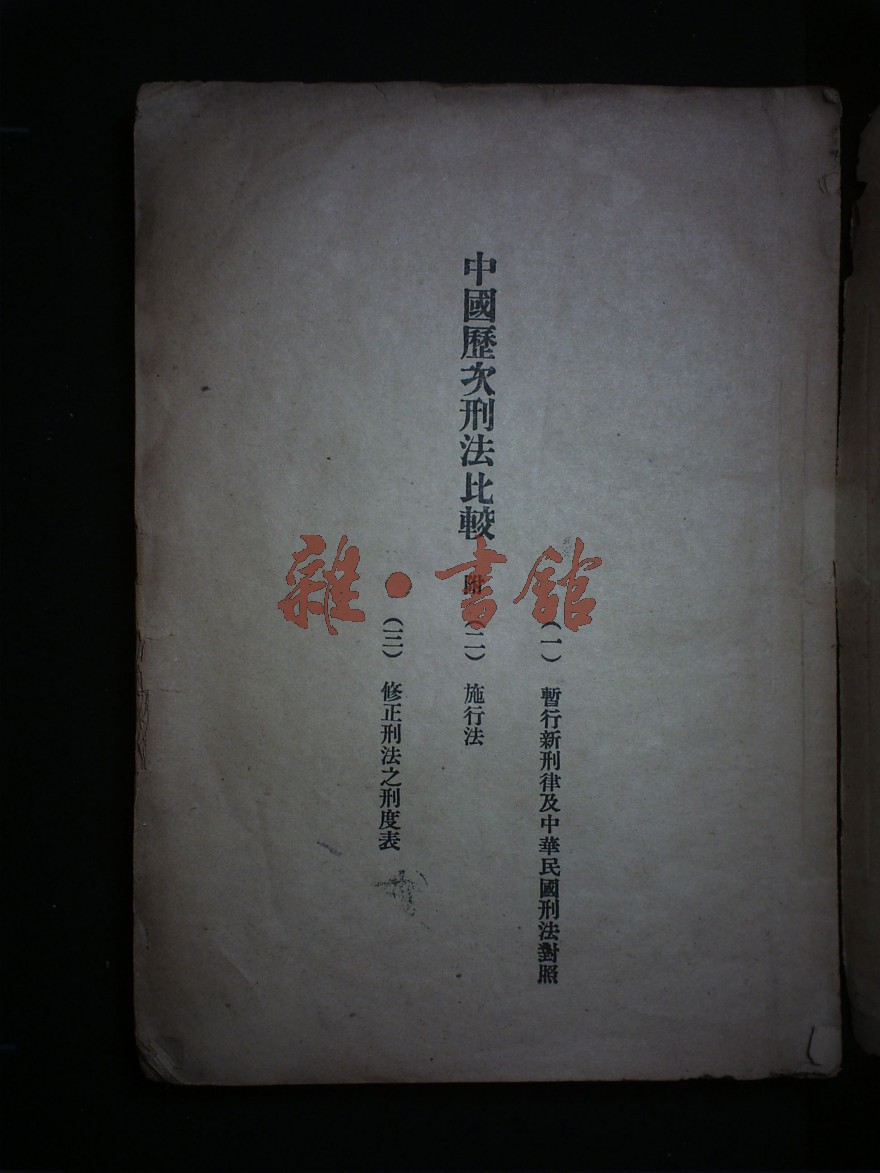 中國歷次刑法比較
附
(一) 暫行新刑律及中華民國刑法對照
(二) 施行法
(三) 修正刑法之刑度表
雜·書館